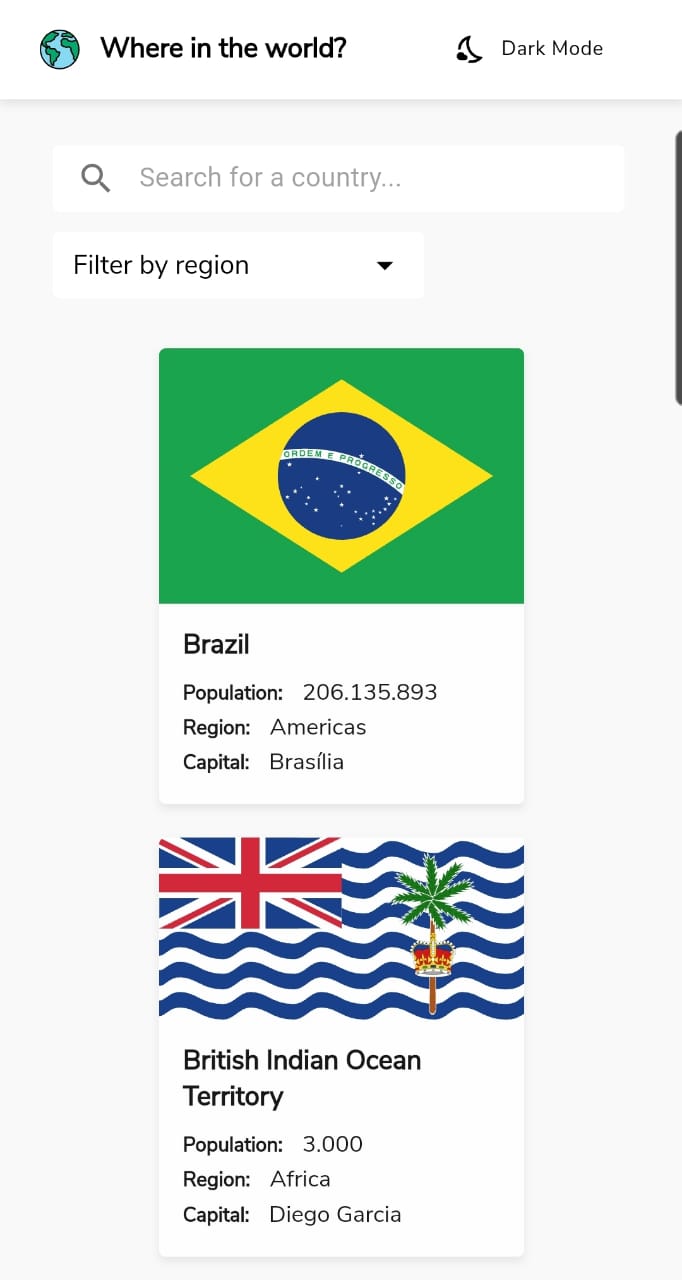 Where in the world?
Dark Mode
Search for a country...
Filter by region
ORDEM E PROGRESSO
Brazil
Population: 206.135.893
Region: Americas
Capital: Brasília
British Indian Ocean
Territory
Population: 3.000
Region: Africa
Capital: Diego Garcia